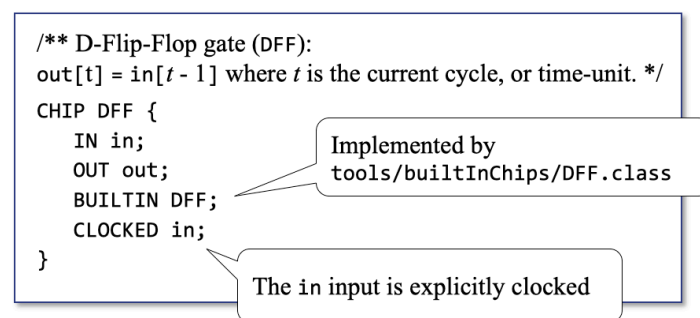 /** D-Flip-Flop gate (DFF):
out[t] = in[t - 1] where t is the current cycle, or time-unit. */
CHIP DFF {
IN in;
OUT out;
BUILTIN DFF;
CLOCKED in;
}
Implemented by
tools/builtInChips/DFF.class
The in input is explicitly clocked